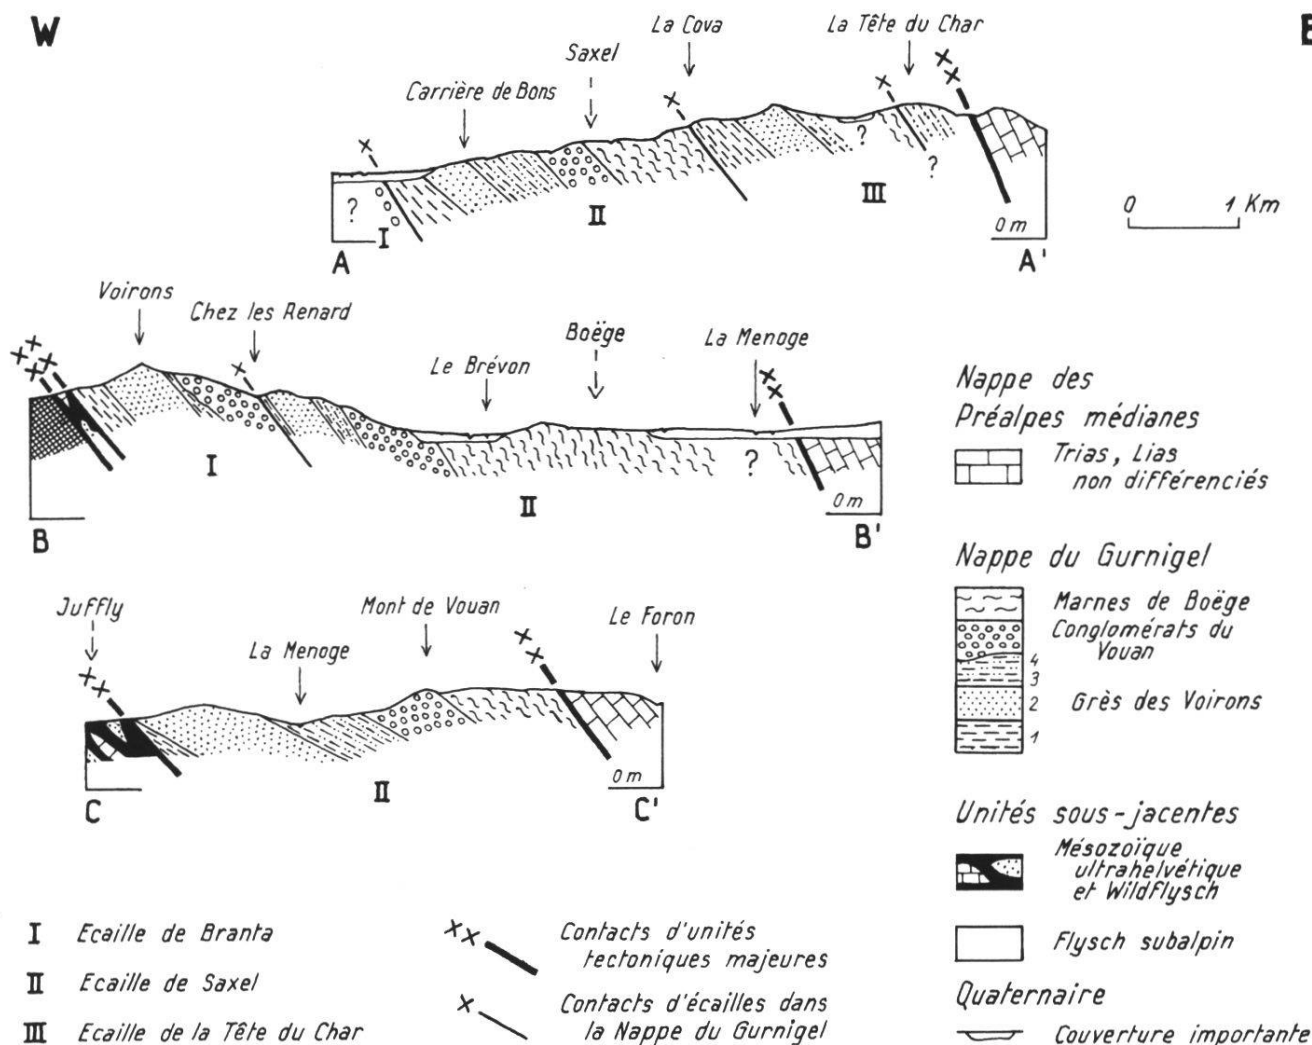 W
E
La Cova
La Tête du Char
Saxel
Carrière de Bons
?
?
?
I
II
III
0 m
A
A'
0 1 Km
Voirons
Chez les Renard
Boëge
La Menoge
Le Brévon
?
I
II
0 m
B
B'
Juffly
Mont de Vouan
Le Foron
La Menoge
II
0 m
C
C'
Nappe des
Préalpes médianes
Trias, Lias
non différenciés
Nappe du Gurnigel
Marnes de Boëge
Conglomérats du
Vouan
4
3
2 Grès des Voirons
1
Unités sous-jacentes
Mésozoïque
ultrahelvétique
et Wildflysch
Flysch subalpin
Quaternaire
Couverture importante
I Ecaille de Branta
II Ecaille de Saxel
III Ecaille de la Tête du Char
Contacts d'unités
tectoniques majeures
Contacts d'écailles dans
la Nappe du Gurnigel